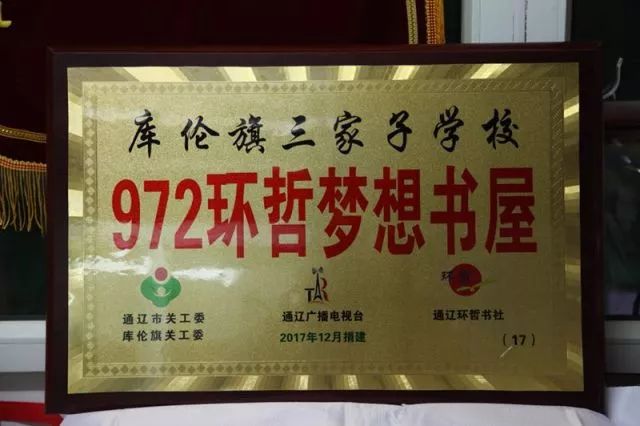 库伦旗三家子学校
972环哲梦想书屋
通辽市关工委
库伦旗关工委
通辽广播电视台
2017年12月捐建
通辽环哲书社
(17)